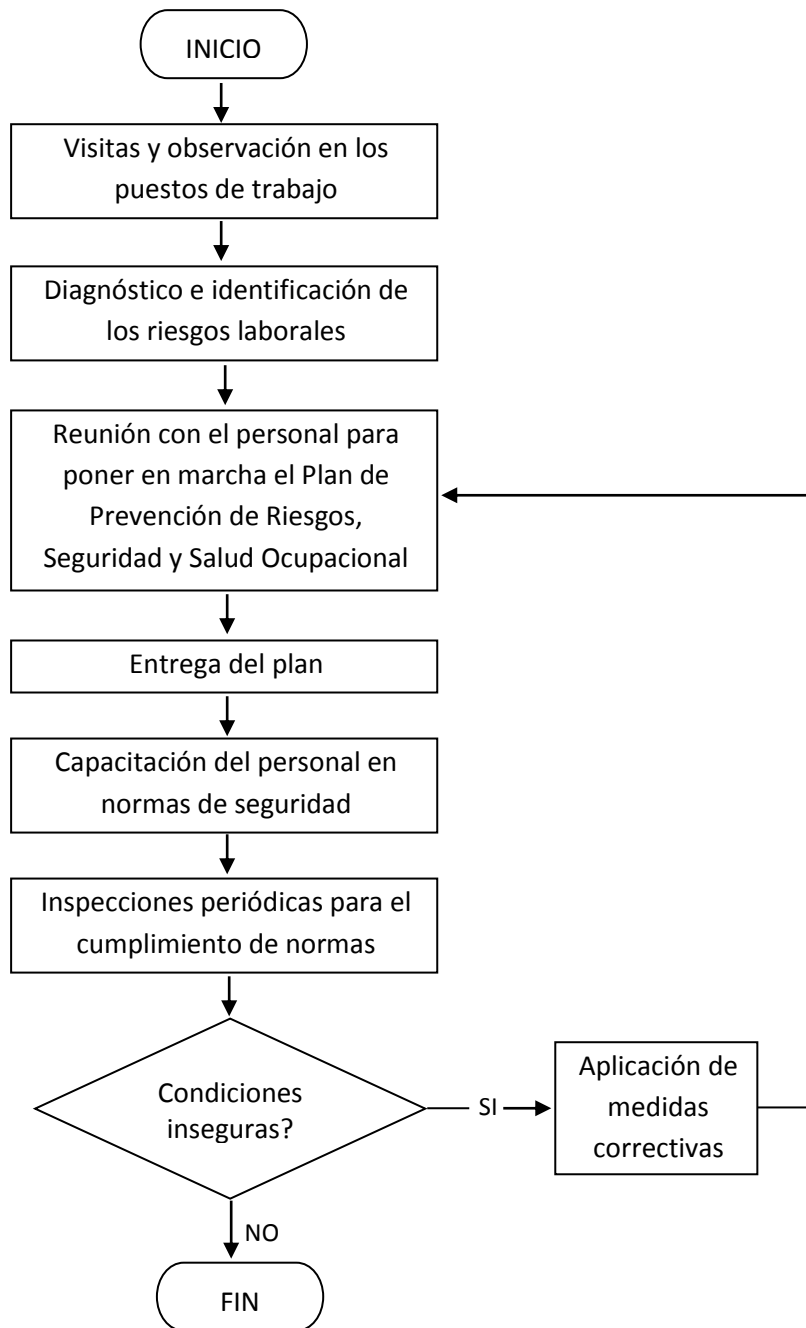 INICIO
Visitas y observación en los
puestos de trabajo
Diagnóstico e identificación de
los riesgos laborales
Reunión con el personal para
poner en marcha el Plan de
Prevención de Riesgos,
Seguridad y Salud Ocupacional
Entrega del plan
Capacitación del personal en
normas de seguridad
Inspecciones periódicas para el
cumplimiento de normas
Condiciones
inseguras?
SI
Aplicación de
medidas
correctivas
NO
FIN